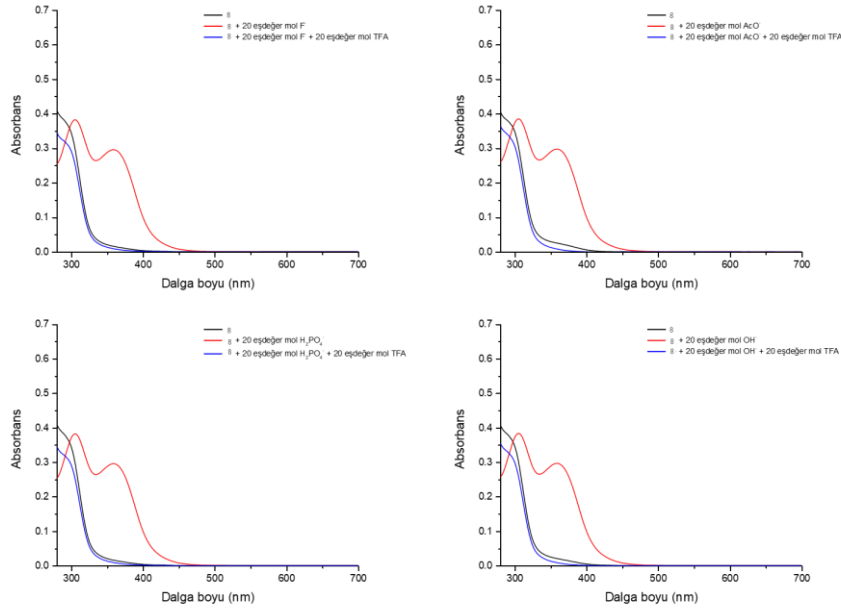 8
8 + 20 eşdeğer mol F⁻
8 + 20 eşdeğer mol F⁻ + 20 eşdeğer mol TFA
Absorbans
0.7
0.6
0.5
0.4
0.3
0.2
0.1
0.0
300 400 500 600 700
Dalga boyu (nm)
8
8 + 20 eşdeğer mol AcO⁻
8 + 20 eşdeğer mol AcO⁻ + 20 eşdeğer mol TFA
Absorbans
0.7
0.6
0.5
0.4
0.3
0.2
0.1
0.0
300 400 500 600 700
Dalga boyu (nm)
8
8 + 20 eşdeğer mol H₂PO₄⁻
8 + 20 eşdeğer mol H₂PO₄⁻ + 20 eşdeğer mol TFA
Absorbans
0.7
0.6
0.5
0.4
0.3
0.2
0.1
0.0
300 400 500 600 700
Dalga boyu (nm)
8
8 + 20 eşdeğer mol OH⁻
8 + 20 eşdeğer mol OH⁻ + 20 eşdeğer mol TFA
Absorbans
0.7
0.6
0.5
0.4
0.3
0.2
0.1
0.0
300 400 500 600 700
Dalga boyu (nm)